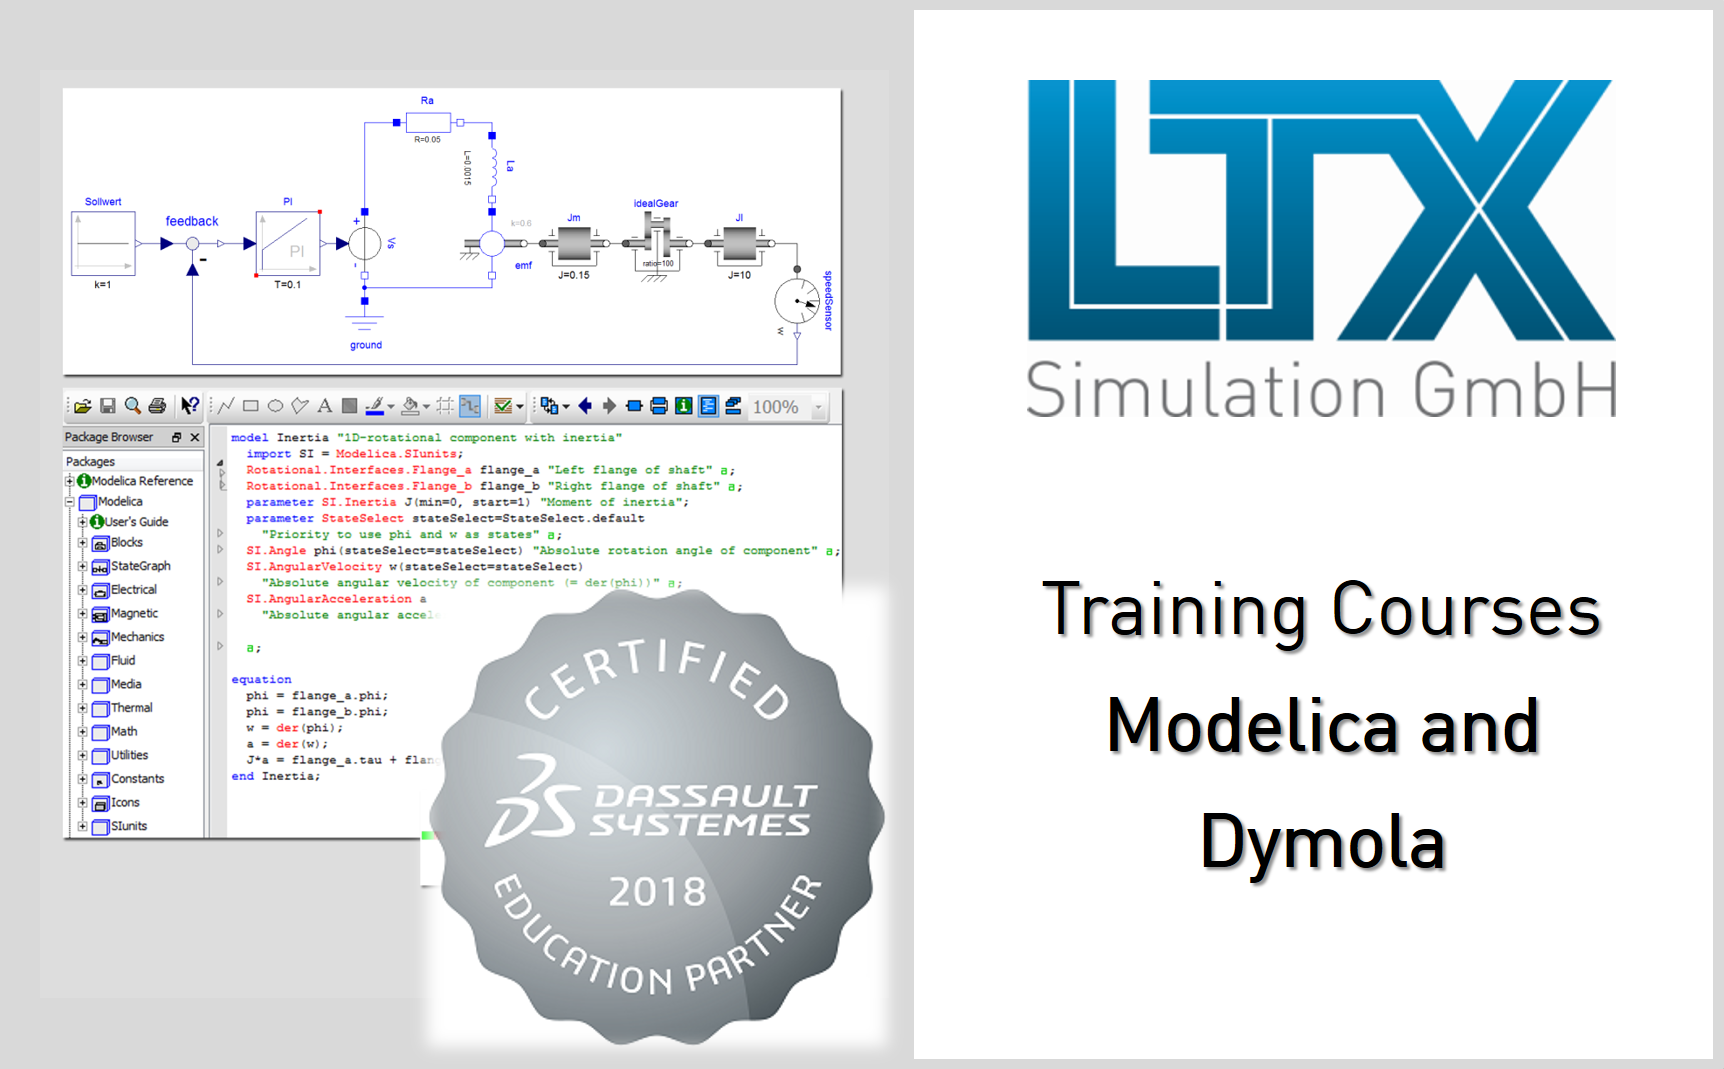 Ra
R=0.05
L=0.0015
La
Sollwert
k=1
feedback
-
PI
PI
T=0.1
+
Vs
-
ground
k=0.6
emf
Jm
J=0.15
idealGear
ratio=100
Jl
J=10
speedSensor
w
100%
Package Browser
Packages
Modelica Reference
Modelica
User's Guide
Blocks
StateGraph
Electrical
Magnetic
Mechanics
Fluid
Media
Thermal
Math
Utilities
Constants
Icons
SIunits
model Inertia "1D-rotational component with inertia"
import SI = Modelica.SIunits;
Rotational.Interfaces.Flange_a flange_a "Left flange of shaft" a;
Rotational.Interfaces.Flange_b flange_b "Right flange of shaft" a;
parameter SI.Inertia J(min=0, start=1) "Moment of inertia";
parameter StateSelect stateSelect=StateSelect.default
"Priority to use phi and w as states" a;
SI.Angle phi(stateSelect=stateSelect) "Absolute rotation angle of component" a;
SI.AngularVelocity w(stateSelect=stateSelect)
"Absolute angular velocity of component (= der(phi))" a;
SI.AngularAcceleration a
"Absolute angular accele
a;
equation
phi = flange_a.phi;
phi = flange_b.phi;
w = der(phi);
a = der(w);
J*a = flange_a.tau + flang
end Inertia;
CERTIFIED
DASSAULT
SYSTEMES
2018
EDUCATION PARTNER
LTX
Simulation GmbH
Training Courses
Modelica and
Dymola